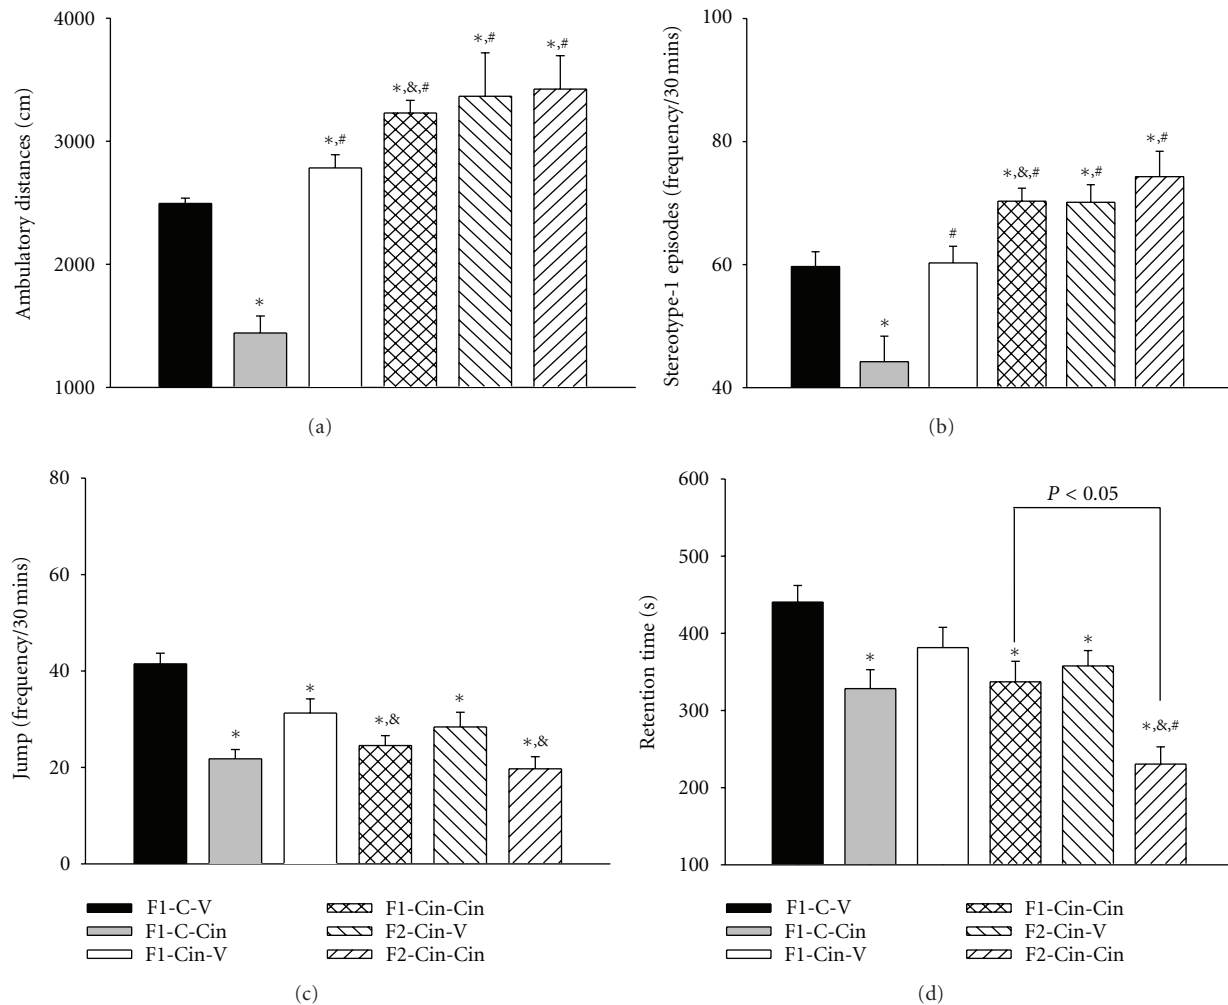 4000
3000
2000
1000
Ambulatory distances (cm)
*
*,#
*,&,#
*,#
*,#
(a)
100
80
60
40
Stereotype-1 episodes (frequency/30 mins)
*
#
*,&,#
*,#
*,#
(b)
80
60
40
20
0
Jump (frequency/30 mins)
*
*
*,&
*
*,&
F1-C-V
F1-C-Cin
F1-Cin-V
F1-Cin-Cin
F2-Cin-V
F2-Cin-Cin
(c)
600
500
400
300
200
100
Retention time (s)
P < 0.05
*
*
*
*,&,#
F1-C-V
F1-C-Cin
F1-Cin-V
F1-Cin-Cin
F2-Cin-V
F2-Cin-Cin
(d)